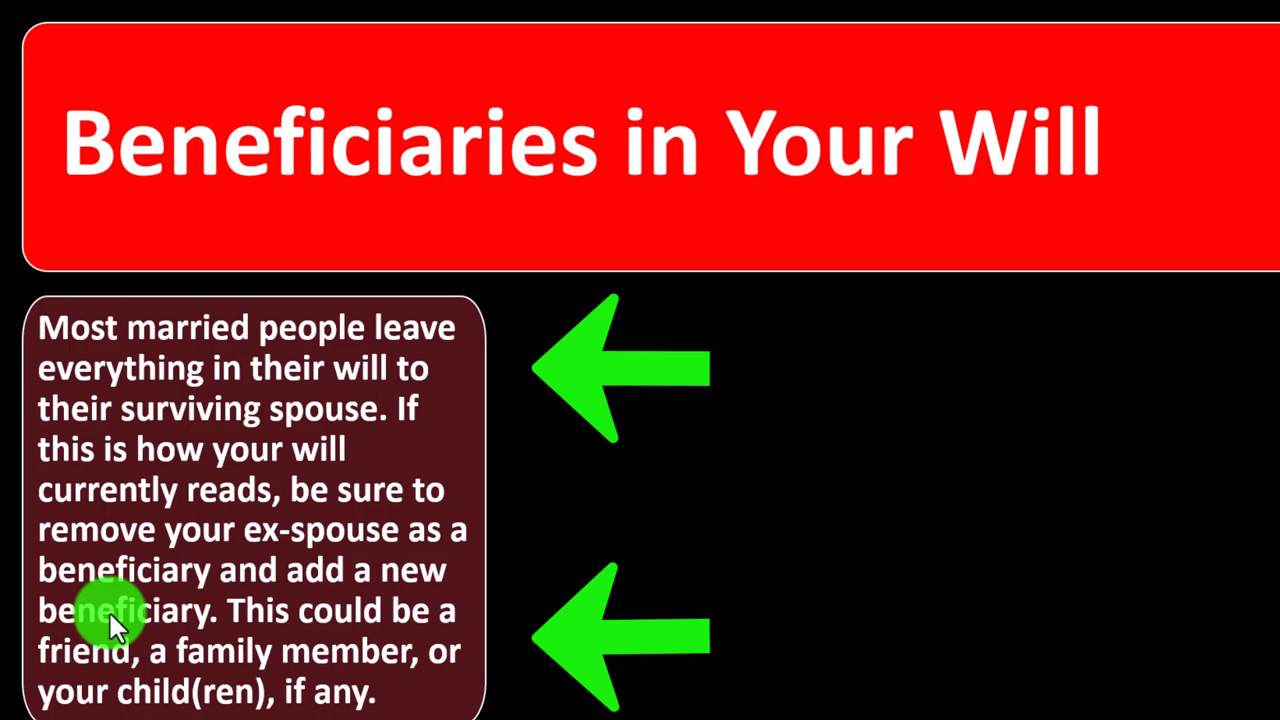 Beneficiaries in Your Will
Most married people leave
everything in their will to
their surviving spouse. If
this is how your will
currently reads, be sure to
remove your ex-spouse as a
beneficiary and add a new
beneficiary. This could be a
friend, a family member, or
your child(ren), if any.